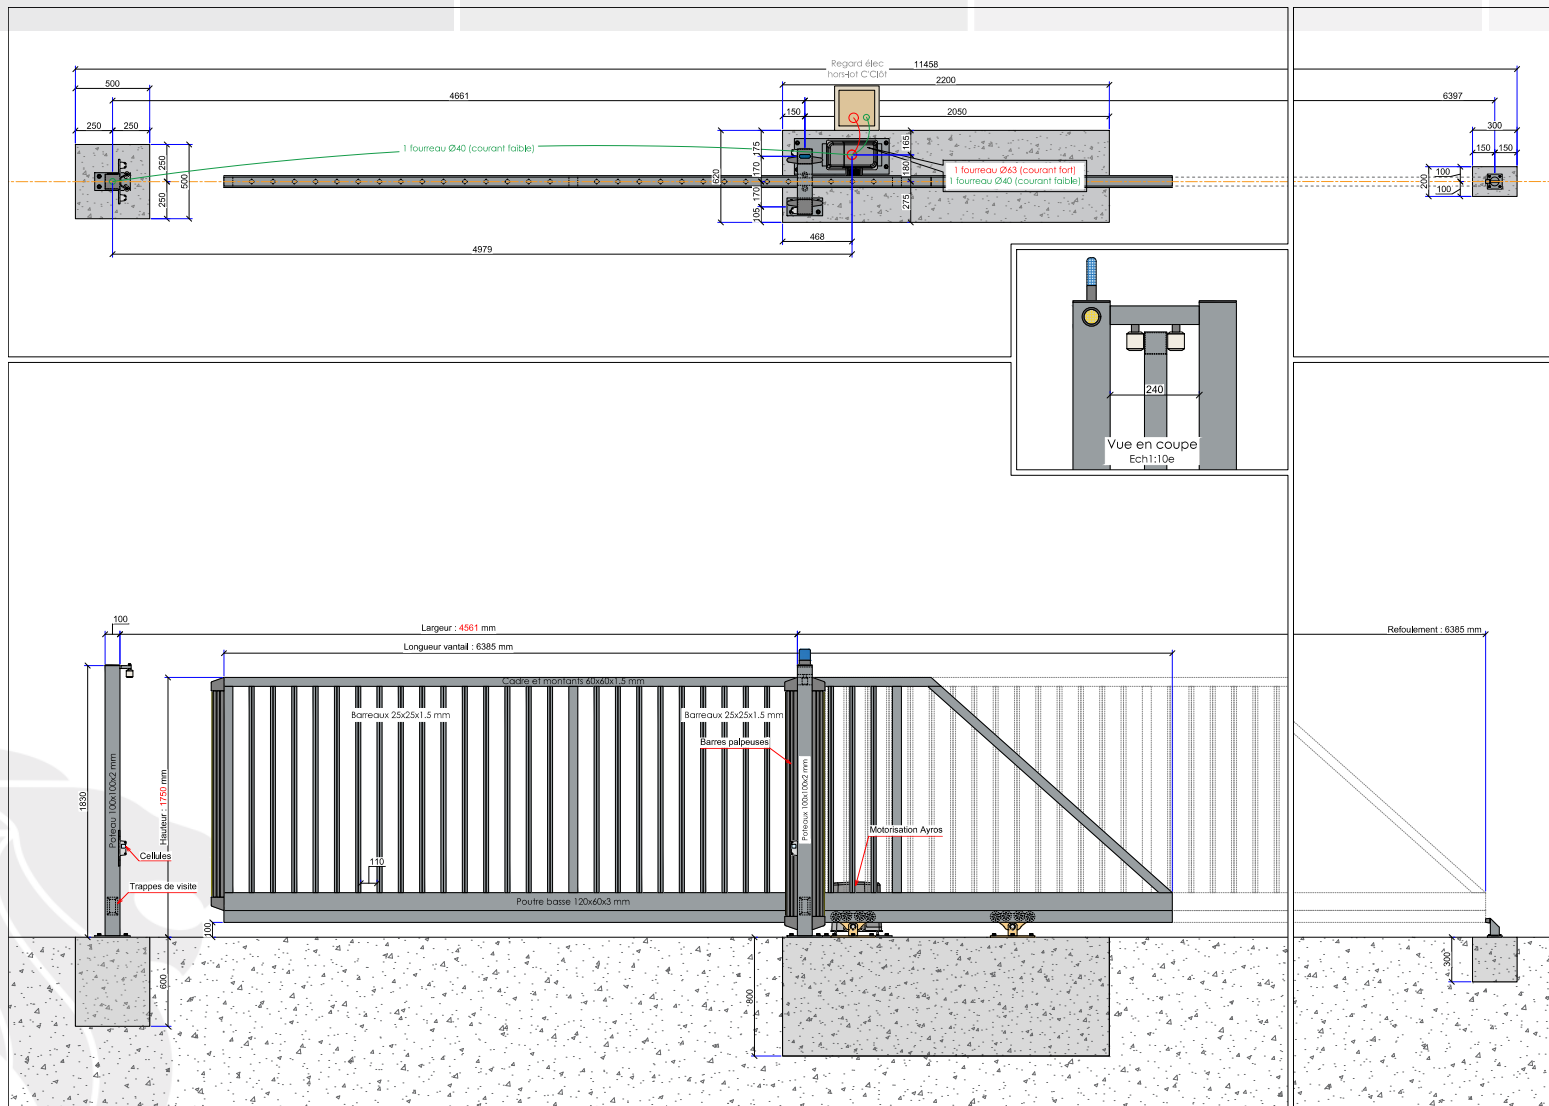 Regard élec
hors-lot C'Clôt
11458
500
2200
4661
6397
150
2050
250
250
300
150
150
1 fourreau Ø40 (courant faible)
250
500
250
620
175
170
170
105
165
180
275
1 fourreau Ø63 (courant fort)
1 fourreau Ø40 (courant faible)
200
100
100
468
4979
240
Vue en coupe
Ech1:10e
100
Largeur : 4561 mm
Refoulement : 6385 mm
Longueur vantail : 6385 mm
Cadre et montants 60x60x1.5 mm
Barreaux 25x25x1.5 mm
Barreaux 25x25x1.5 mm
Barres palpeuses
1830
Poteau 100x100x2 mm
Hauteur : 1750 mm
Poteaux 100x100x2 mm
Motorisation Ayros
Cellules
110
Trappes de visite
Poutre basse 120x60x3 mm
100
600
800
300